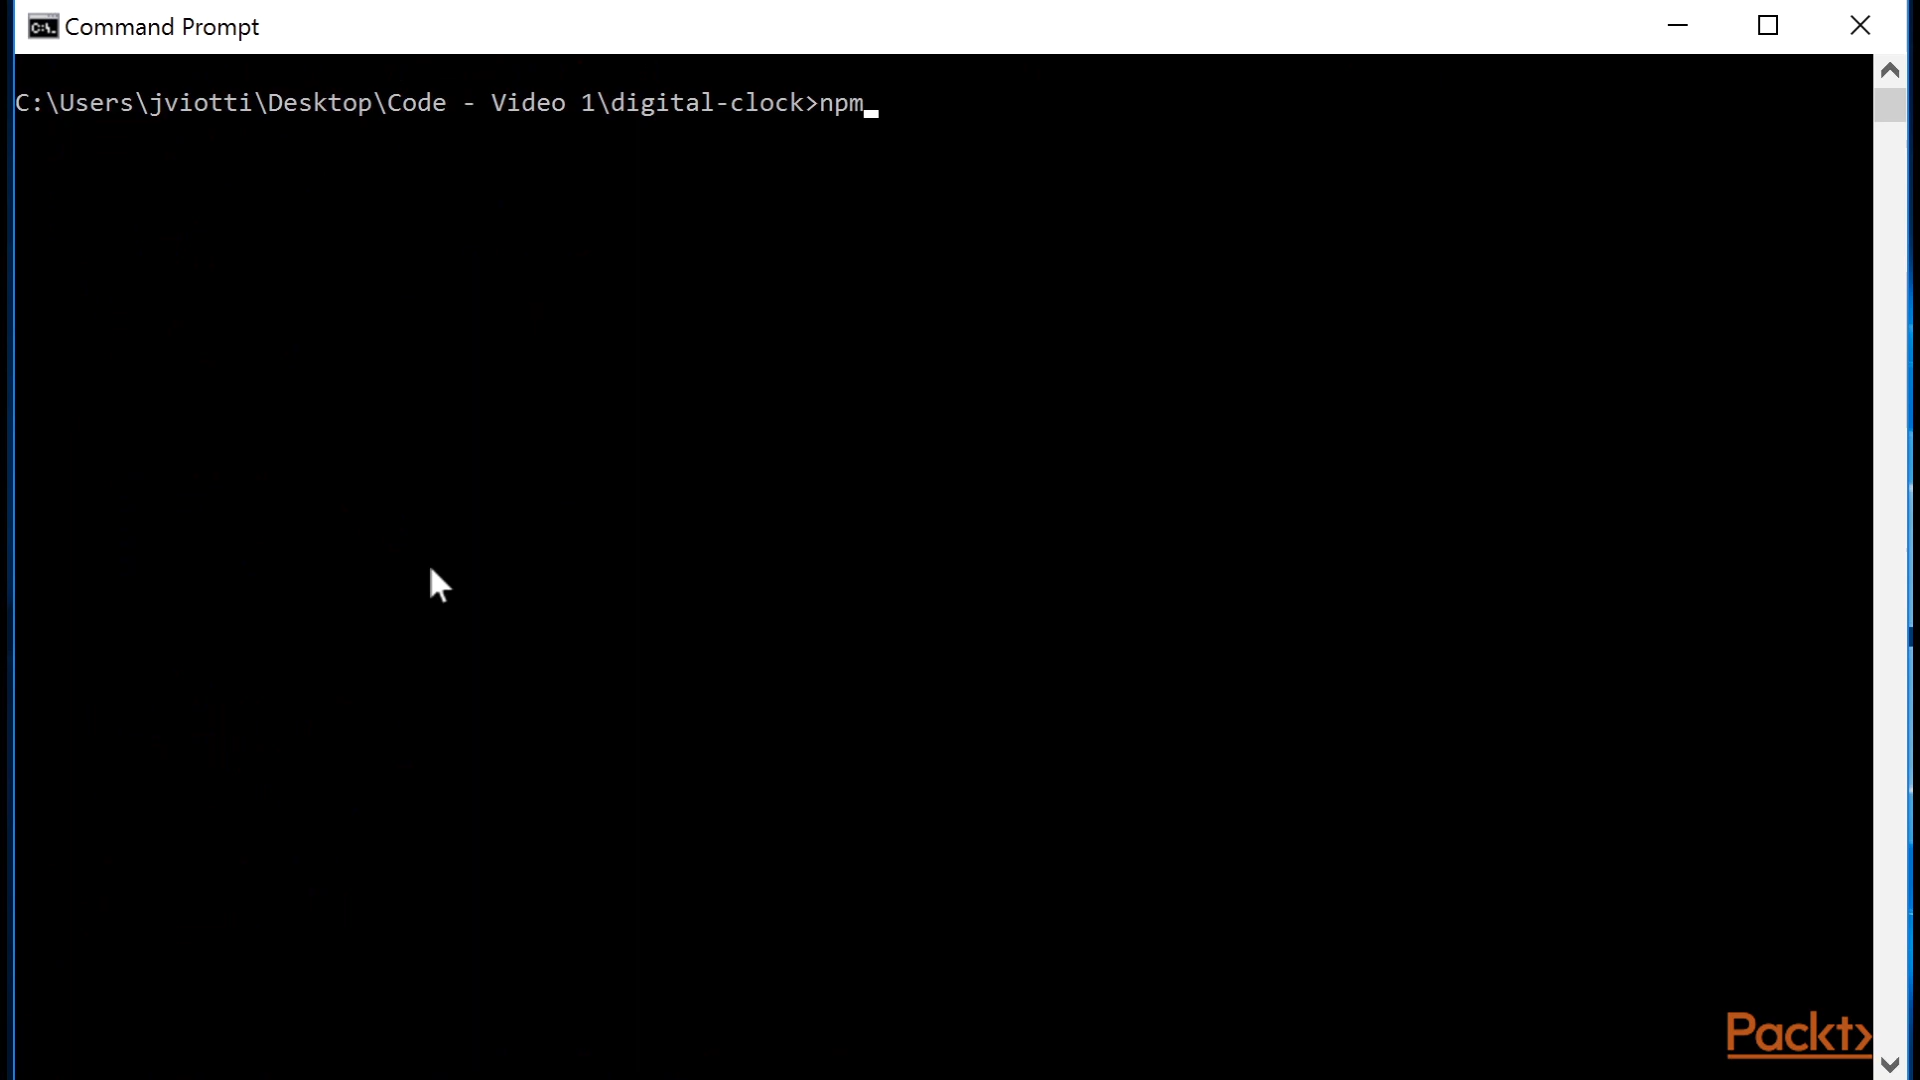 Command Prompt
C:\Users\jviotti\Desktop\Code - Video 1\digital-clock>npm
Packt>